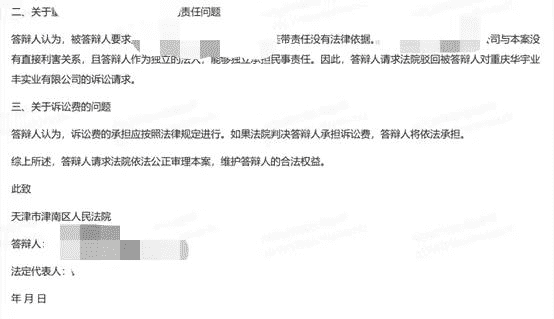 二、关于 责任问题
答辩人认为，被答辩人要求 连带责任没有法律依据。 公司与本案没
有直接利害关系，且答辩人作为独立的法人，能够独立承担民事责任。因此，答辩人请求法院驳回被答辩人对重庆华宇业
丰实业有限公司的诉讼请求。
三、关于诉讼费的问题
答辩人认为，诉讼费的承担应按照法律规定进行。如果法院判决答辩人承担诉讼费，答辩人将依法承担。
综上所述，答辩人请求法院依法公正审理本案，维护答辩人的合法权益。
此致
天津市津南区人民法院
答辩人：
法定代表人：
年 月 日